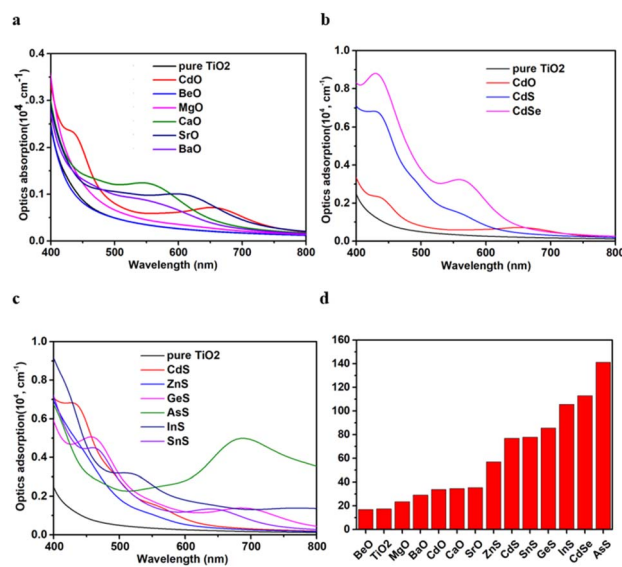 a
Optics absorption(10⁴, cm⁻¹)
0.4
0.3
0.2
0.1
0.0
400
500
600
700
800
Wavelength (nm)
pure TiO2
CdO
BeO
MgO
CaO
SrO
BaO
b
Optics adsorption(10⁴, cm⁻¹)
1.0
0.8
0.6
0.4
0.2
0.0
400
500
600
700
800
Wavelength (nm)
pure TiO2
CdO
CdS
CdSe
c
Optics adsorption(10⁴, cm⁻¹)
1.0
0.8
0.6
0.4
0.2
0.0
400
500
600
700
800
Wavelength (nm)
pure TiO2
CdS
ZnS
GeS
AsS
InS
SnS
d
160
140
120
100
80
60
40
20
0
BeO
TiO2
MgO
BaO
CdO
CaO
SrO
ZnS
CdS
SnS
GeS
InS
CdSe
AsS